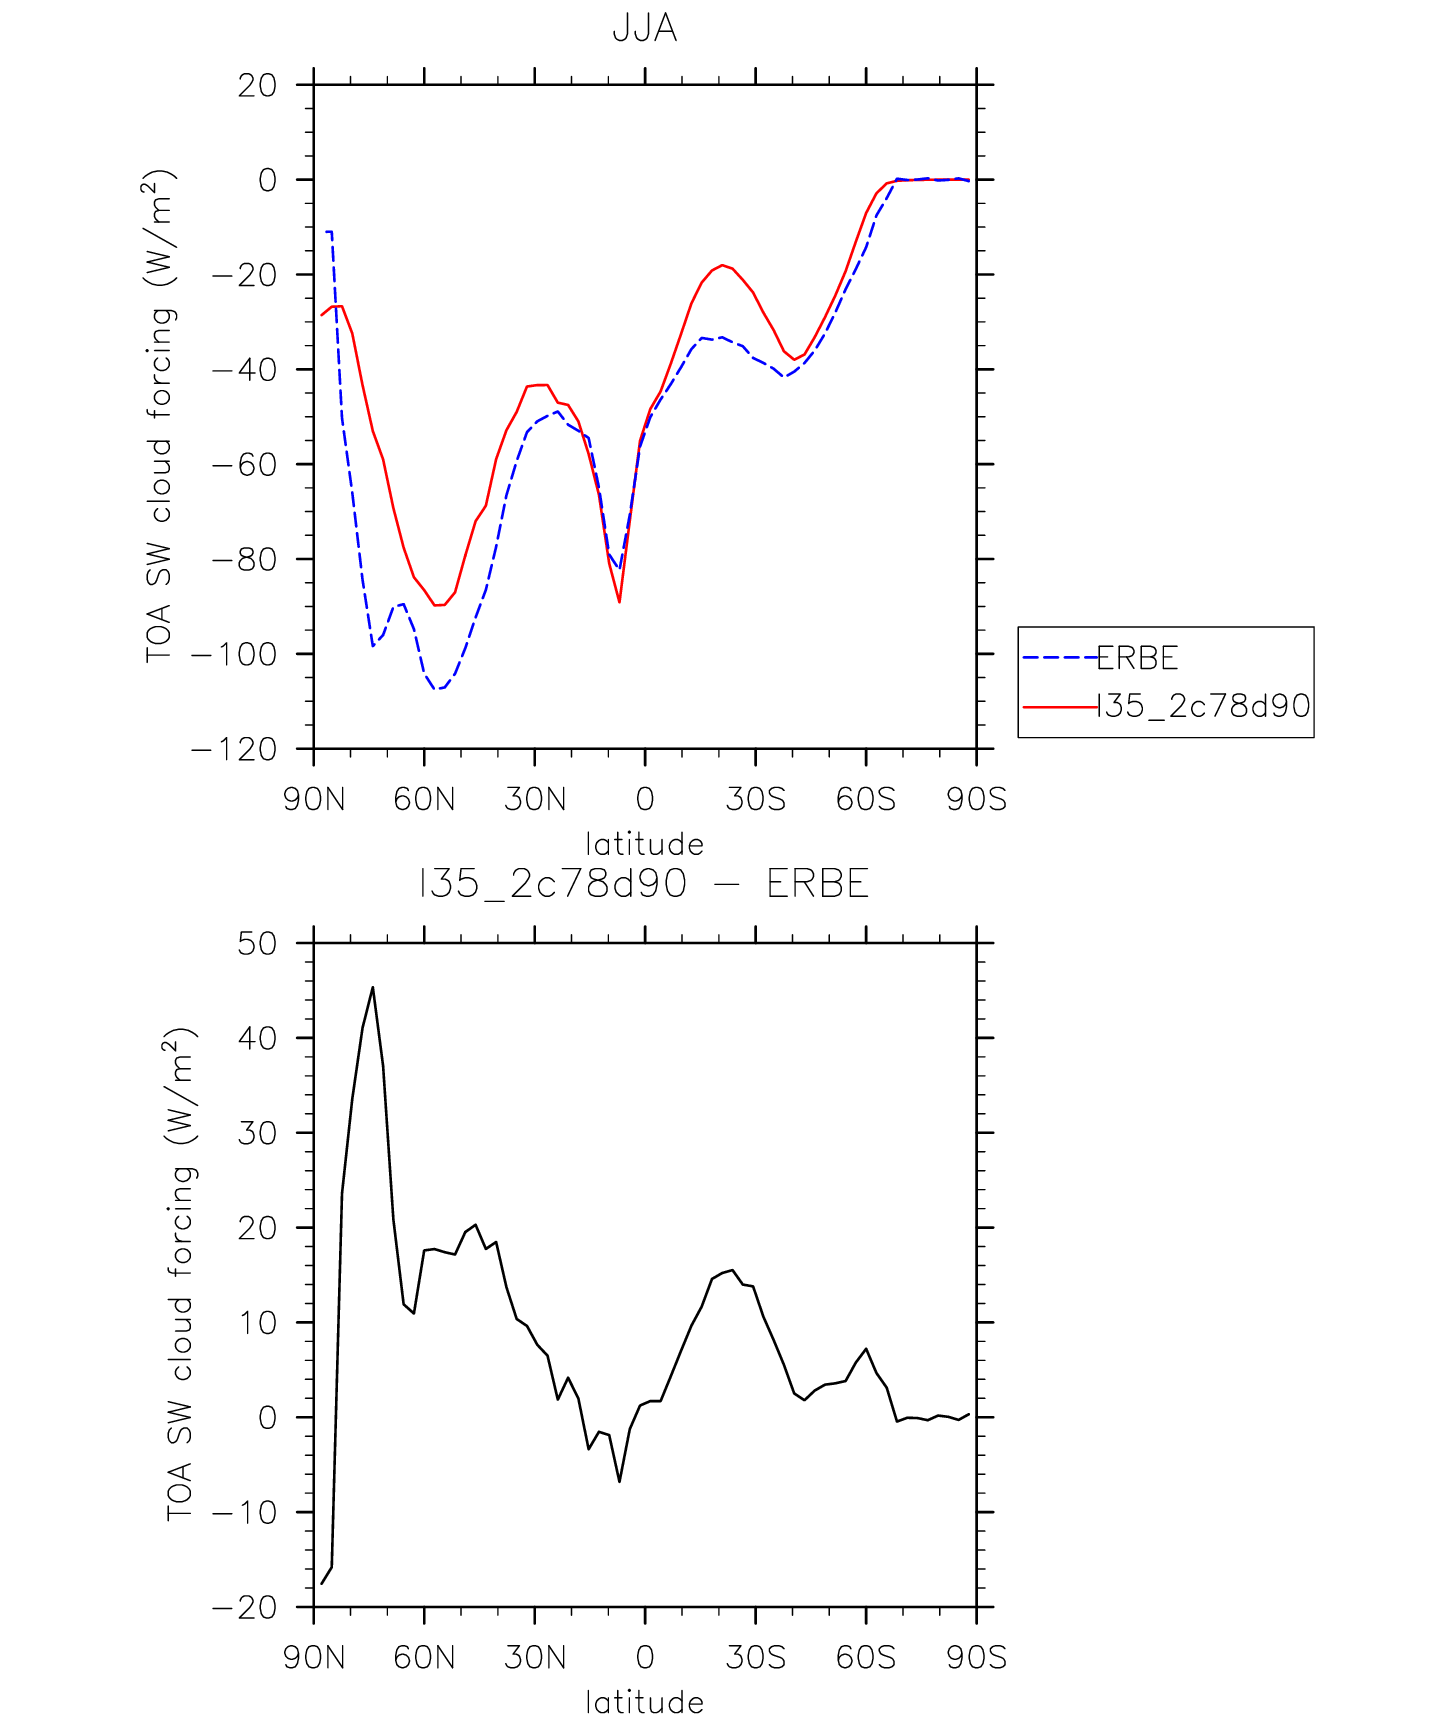 JJA
20
0
−20
−40
−60
−80
−100
−120
TOA SW cloud forcing (W/m²)
90N 60N 30N 0 30S 60S 90S
latitude
ERBE
I35_2c78d90
I35_2c78d90 − ERBE
50
40
30
20
10
0
−10
−20
TOA SW cloud forcing (W/m²)
90N 60N 30N 0 30S 60S 90S
latitude